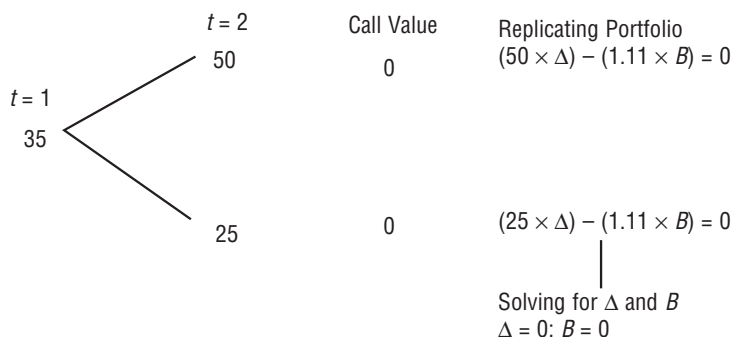 t = 2 Call Value Replicating Portfolio
50 0 (50 × Δ) – (1.11 × B) = 0
t = 1
35
25 0 (25 × Δ) – (1.11 × B) = 0
Solving for Δ and B
Δ = 0; B = 0